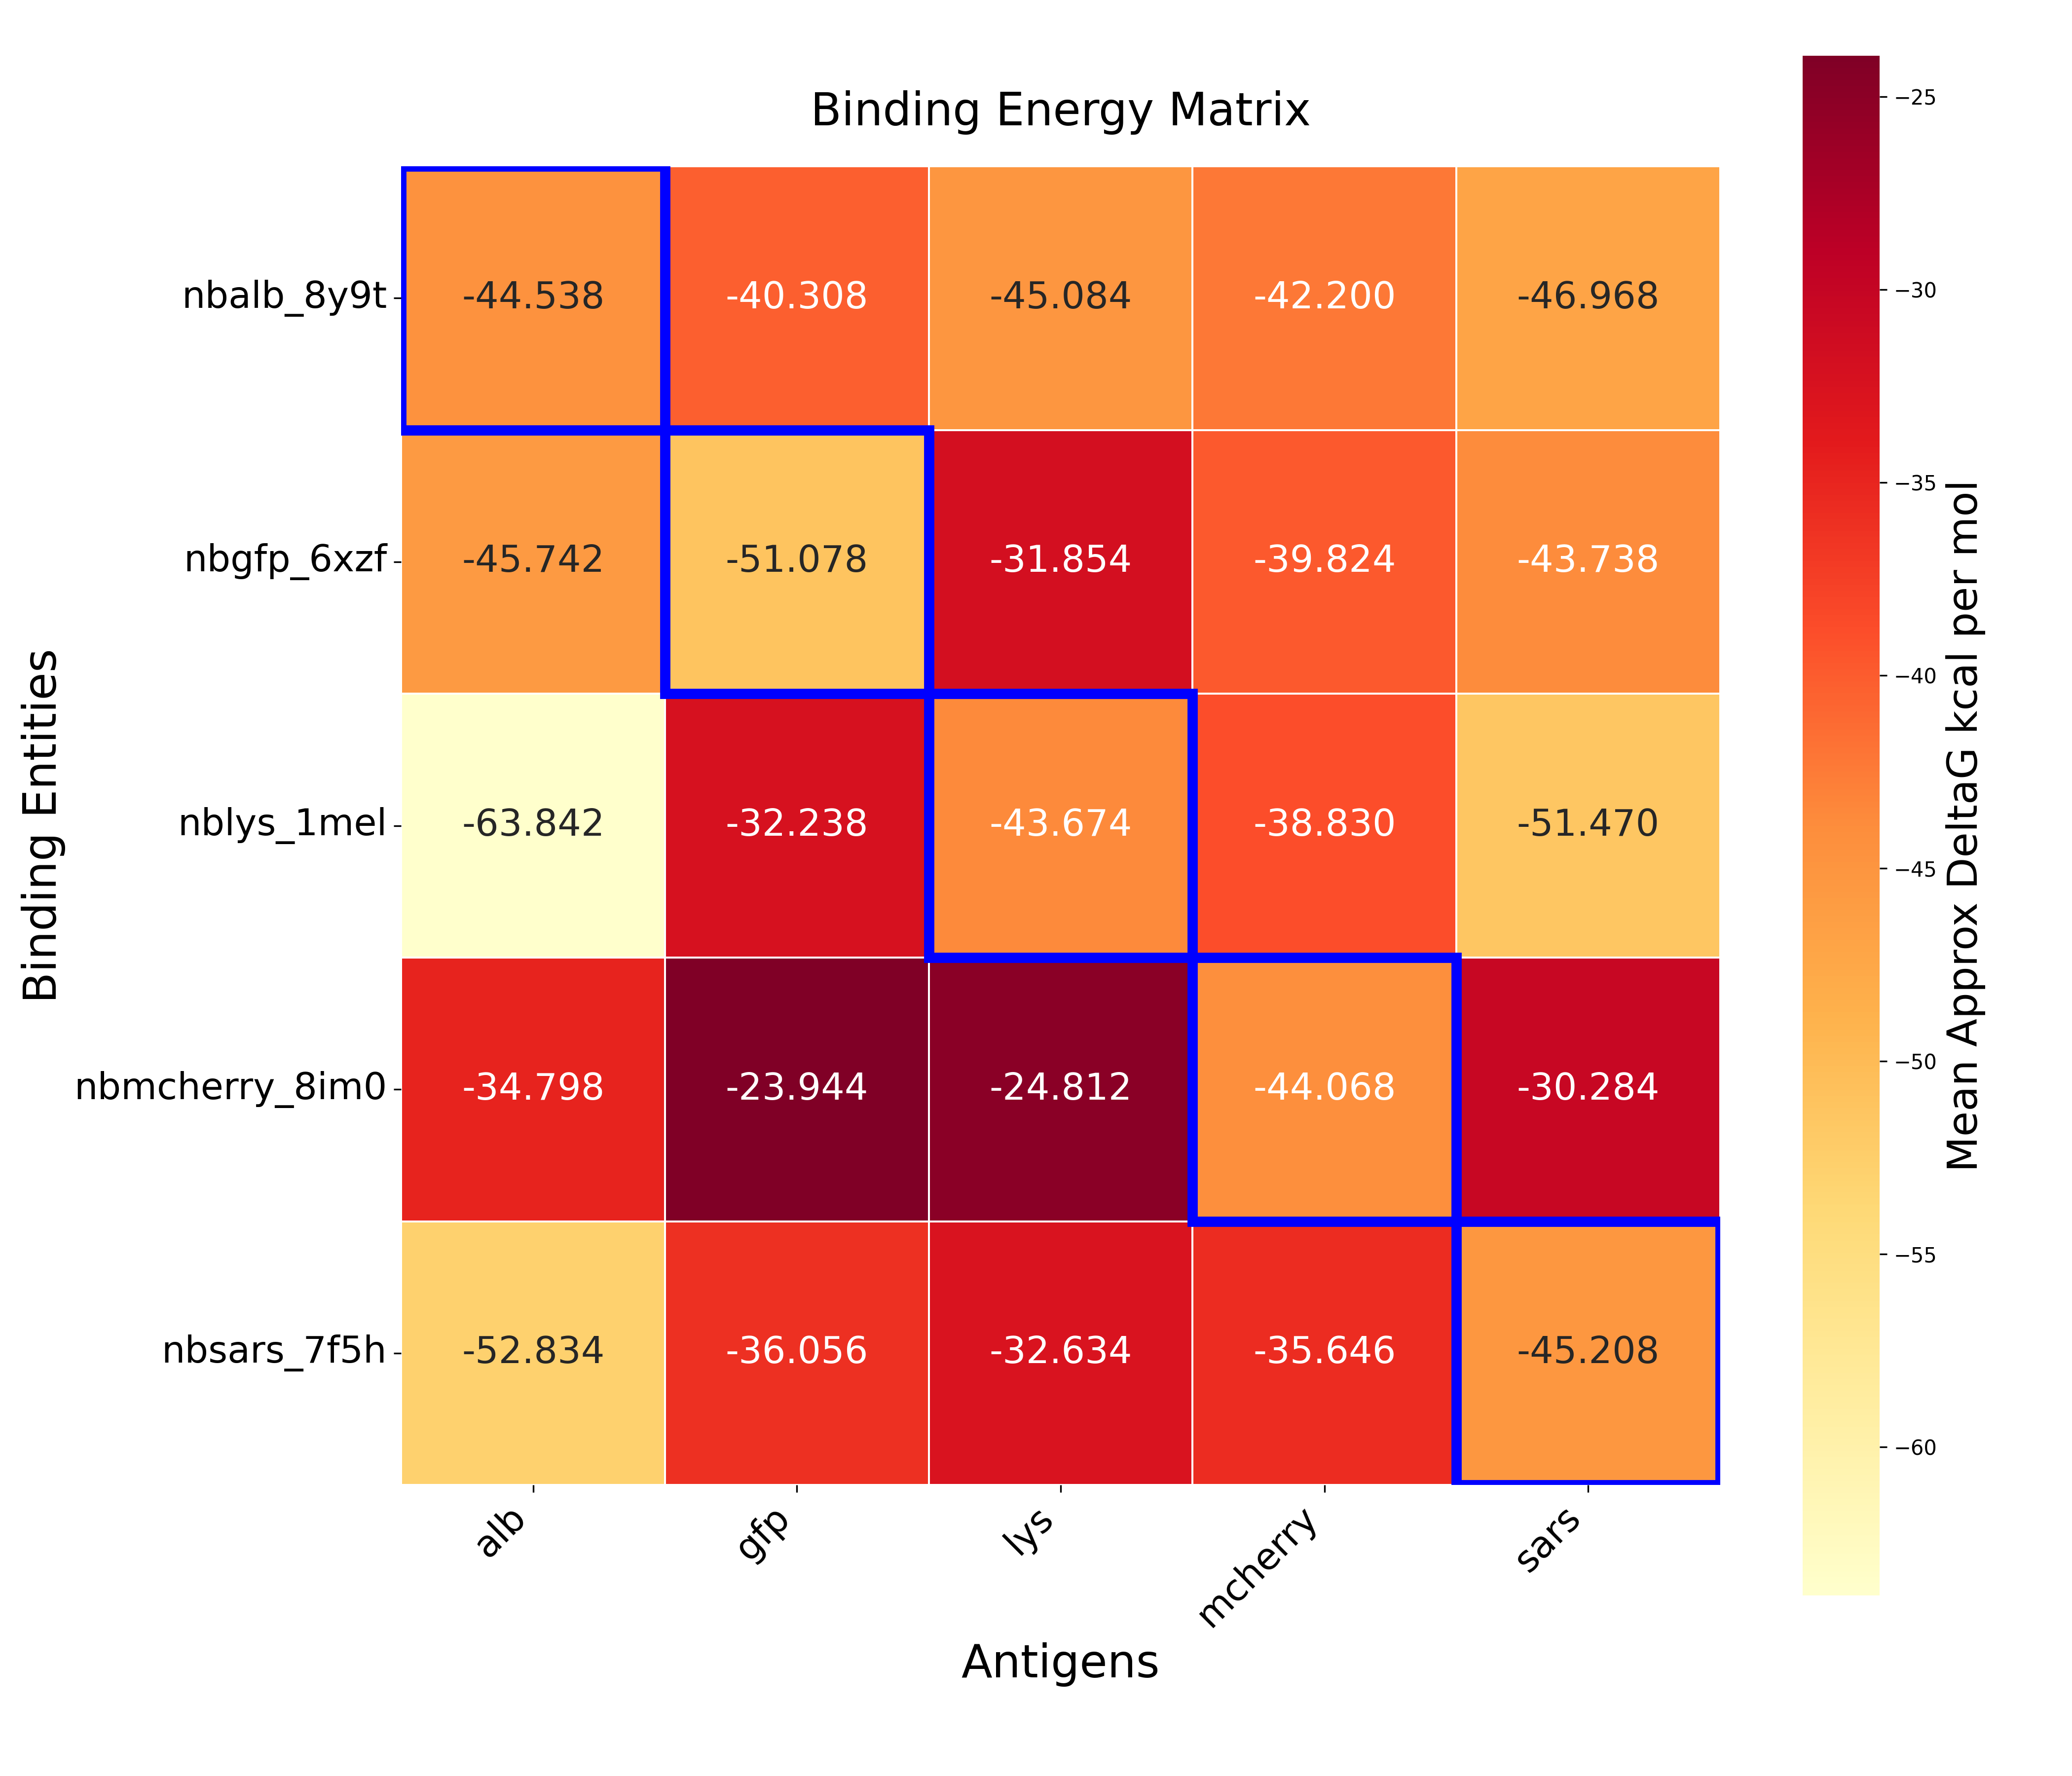 Binding Energy Matrix
nbalb_8y9t -44.538 -40.308 -45.084 -42.200 -46.968
nbgfp_6xzf -45.742 -51.078 -31.854 -39.824 -43.738
nblys_1mel -63.842 -32.238 -43.674 -38.830 -51.470
nbmcherry_8im0 -34.798 -23.944 -24.812 -44.068 -30.284
nbsars_7f5h -52.834 -36.056 -32.634 -35.646 -45.208
alb gfp lys mcherry sars
Antigens
Binding Entities
−25
−30
−35
−40
−45
−50
−55
−60
Mean Approx DeltaG kcal per mol